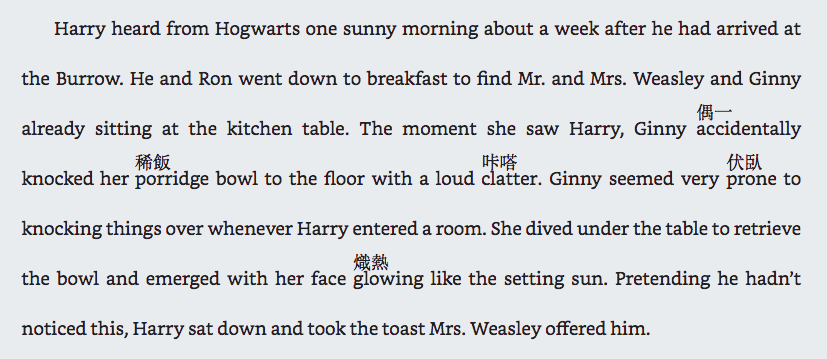 Harry heard from Hogwarts one sunny morning about a week after he had arrived at
the Burrow. He and Ron went down to breakfast to find Mr. and Mrs. Weasley and Ginny
偶一
already sitting at the kitchen table. The moment she saw Harry, Ginny accidentally
稀飯 咔嗒 伏臥
knocked her porridge bowl to the floor with a loud clatter. Ginny seemed very prone to
knocking things over whenever Harry entered a room. She dived under the table to retrieve
熾熱
the bowl and emerged with her face glowing like the setting sun. Pretending he hadn’t
noticed this, Harry sat down and took the toast Mrs. Weasley offered him.